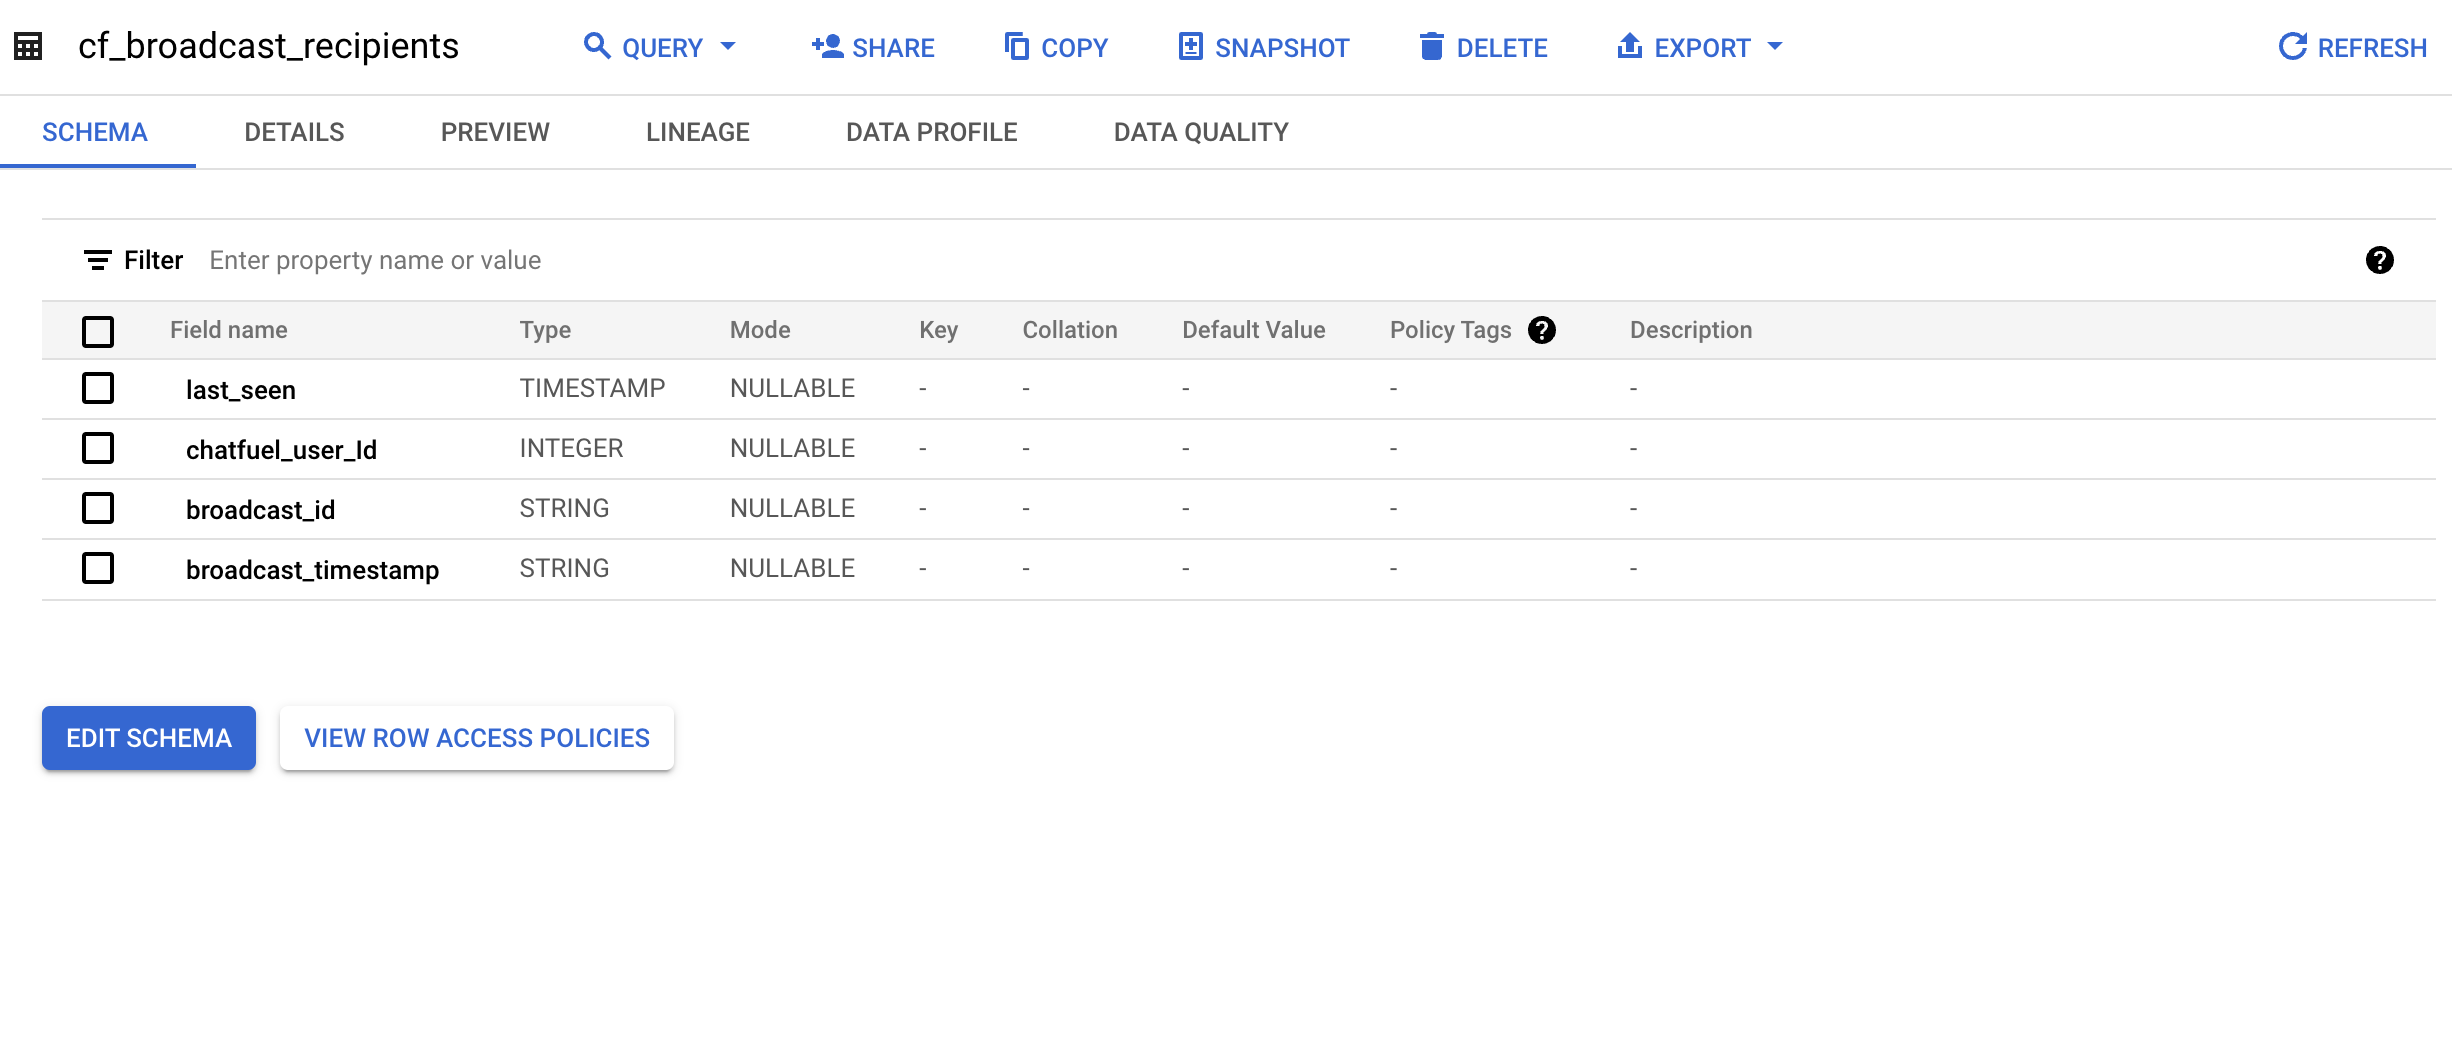 cf_broadcast_recipients QUERY SHARE COPY SNAPSHOT DELETE EXPORT REFRESH
SCHEMA DETAILS PREVIEW LINEAGE DATA PROFILE DATA QUALITY
Filter Enter property name or value ?
Field name Type Mode Key Collation Default Value Policy Tags ? Description
last_seen TIMESTAMP NULLABLE - - - - -
chatfuel_user_Id INTEGER NULLABLE - - - - -
broadcast_id STRING NULLABLE - - - - -
broadcast_timestamp STRING NULLABLE - - - - -
EDIT SCHEMA VIEW ROW ACCESS POLICIES